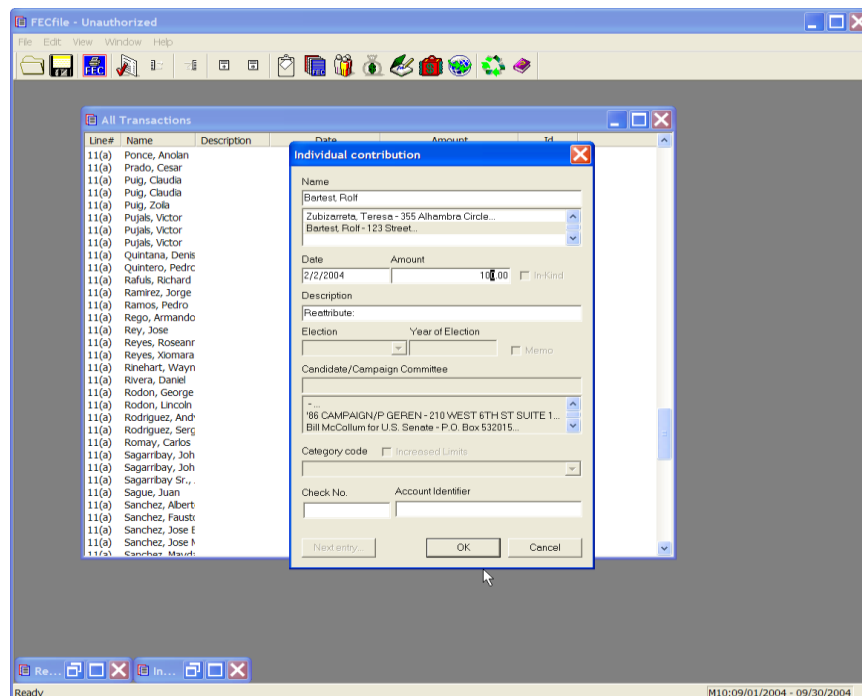 FECfile - Unauthorized
File Edit View Window Help
FEC
All Transactions
Line# Name Description Date Amount Id
11(a) Ponce, Anolan
11(a) Prado, Cesar
11(a) Puig, Claudia
11(a) Puig, Claudia
11(a) Puig, Zoila
11(a) Pujals, Victor
11(a) Pujals, Victor
11(a) Pujals, Victor
11(a) Quintana, Denis
11(a) Quintero, Pedro
11(a) Rafuls, Richard
11(a) Ramirez, Jorge
11(a) Ramos, Pedro
11(a) Rego, Armando
11(a) Rey, Jose
11(a) Reyes, Roseann
11(a) Reyes, Xiomara
11(a) Rinehart, Wayn
11(a) Rivera, Daniel
11(a) Rodon, George
11(a) Rodon, Lincoln
11(a) Rodriguez, Andy
11(a) Rodriguez, Serg
11(a) Romay, Carlos
11(a) Sagarribay, Joh
11(a) Sagarribay, Joh
11(a) Sagarribay Sr.,
11(a) Sague, Juan
11(a) Sanchez, Albert
11(a) Sanchez, Fausto
11(a) Sanchez, Jose E
11(a) Sanchez, Jose M
11(a) Sanchez, Mayda
Individual contribution
Name
Bartest, Rolf
Zubizarreta, Teresa - 355 Alhambra Circle...
Bartest, Rolf - 123 Street...
Date Amount
2/2/2004 100.00 In-Kind
Description
Reattribute:
Election Year of Election
Memo
Candidate/Campaign Committee
- ...
'86 CAMPAIGN/P GEREN - 210 WEST 6TH ST SUITE 1...
Bill McCollum for U.S. Senate - P.O. Box 532015...
Category code Increased Limits
Check No. Account Identifier
Next entry... OK Cancel
Re... In...
Ready M10:09/01/2004 - 09/30/2004